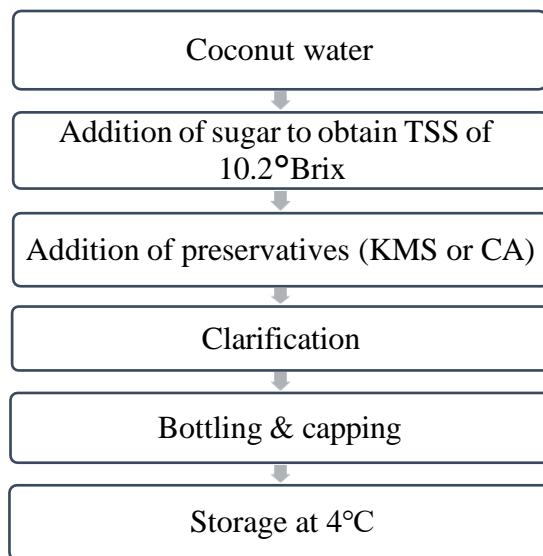 Coconut water
Addition of sugar to obtain TSS of
10.2°Brix
Addition of preservatives (KMS or CA)
Clarification
Bottling & capping
Storage at 4℃